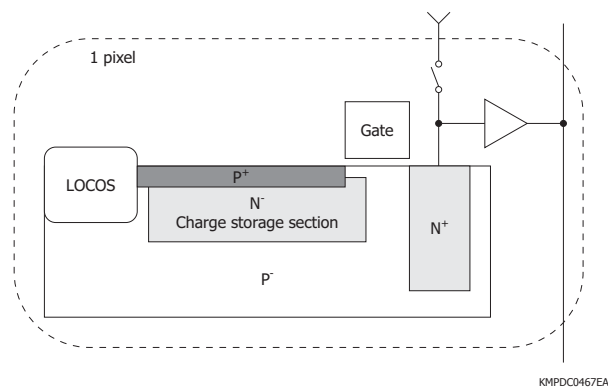 1 pixel
Gate
LOCOS
P⁺
N⁻
Charge storage section
N⁺
P⁻
KMPDC0467EA